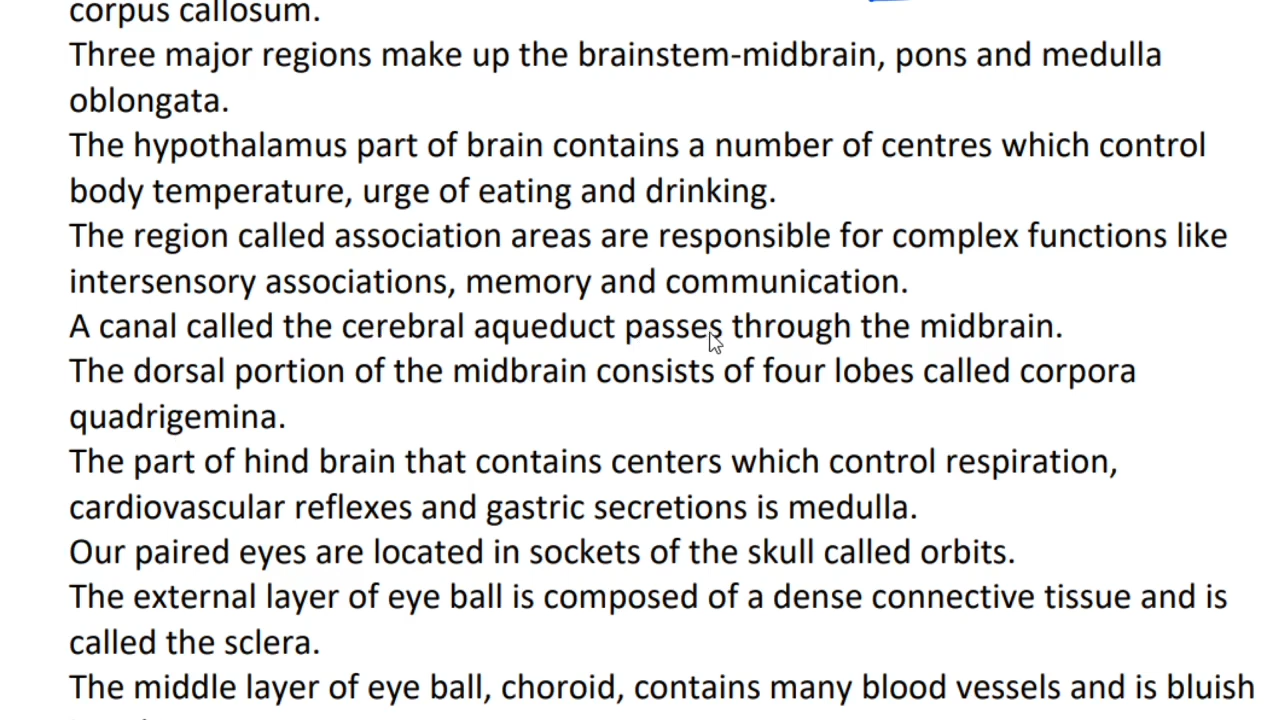 corpus callosum.
Three major regions make up the brainstem-midbrain, pons and medulla
oblongata.
The hypothalamus part of brain contains a number of centres which control
body temperature, urge of eating and drinking.
The region called association areas are responsible for complex functions like
intersensory associations, memory and communication.
A canal called the cerebral aqueduct passes through the midbrain.
The dorsal portion of the midbrain consists of four lobes called corpora
quadrigemina.
The part of hind brain that contains centers which control respiration,
cardiovascular reflexes and gastric secretions is medulla.
Our paired eyes are located in sockets of the skull called orbits.
The external layer of eye ball is composed of a dense connective tissue and is
called the sclera.
The middle layer of eye ball, choroid, contains many blood vessels and is bluish